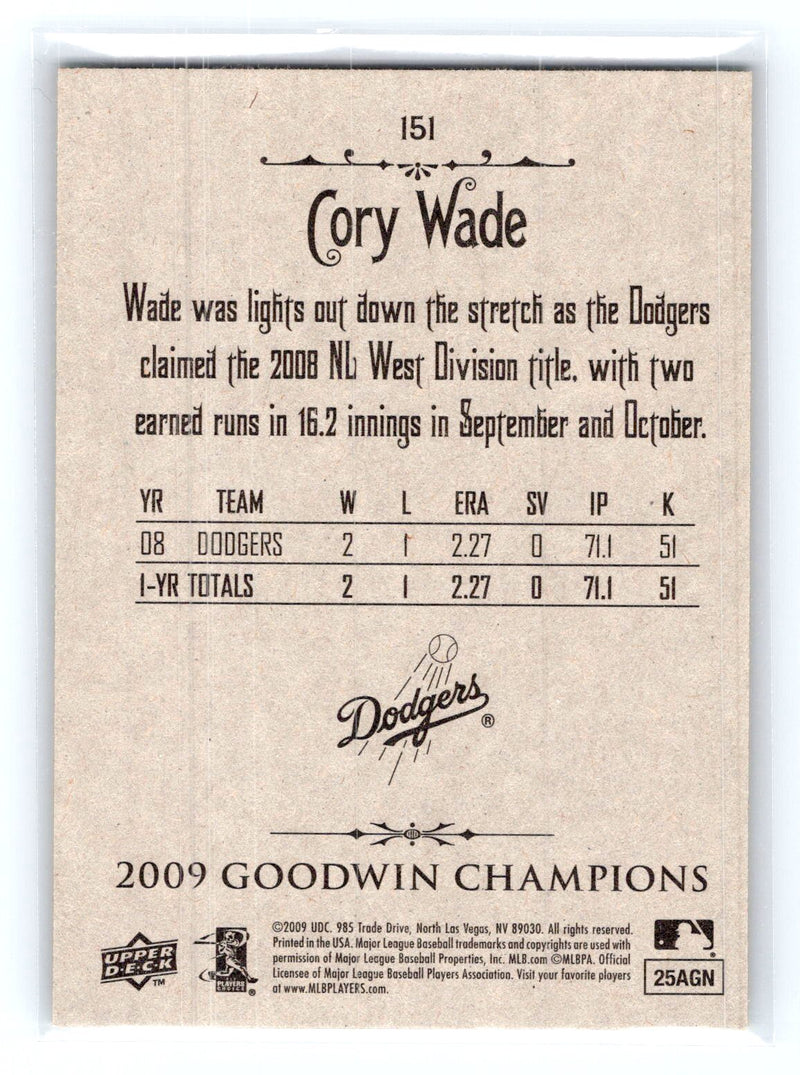 151
Cory Wade
Wade was lights out down the stretch as the Dodgers
claimed the 2008 NL West Division title, with two
earned runs in 16.2 innings in September and October.
YR TEAM W L ERA SV IP K
08 DODGERS 2 1 2.27 0 71.1 51
1-YR TOTALS 2 1 2.27 0 71.1 51
Dodgers ®
2009 GOODWIN CHAMPIONS
©2009 UDC. 985 Trade Drive, North Las Vegas, NV 89030. All rights reserved.
Printed in the USA. Major League Baseball trademarks and copyrights are used with
permission of Major League Baseball Properties, Inc. MLB.com ©MLBPA. Official
Licensee of Major League Baseball Players Association. Visit your favorite players
at www.MLBPLAYERS.com.
UPPER
DECK TM
PLAYERS
CHOICE ®
®
25AGN